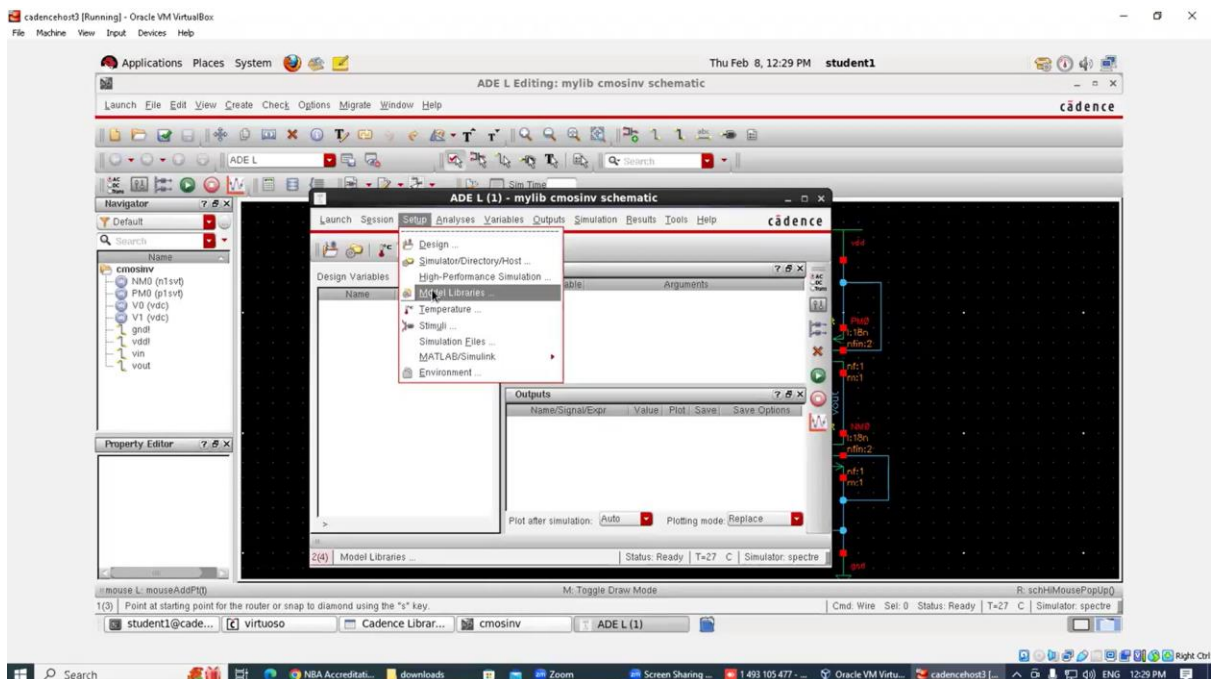 cadencehost3 [Running] - Oracle VM VirtualBox
File Machine View Input Devices Help
Applications Places System Thu Feb 8, 12:29 PM student1
ADE L Editing: mylib cmosinv schematic
Launch File Edit View Create Check Options Migrate Window Help cādence
ADE L Search
Sim Time
Navigator
Default
Search
Name
cmosinv
NM0 (n1svt)
PM0 (p1svt)
V0 (vdc)
V1 (vdc)
gnd!
vdd!
vin
vout
Property Editor
ADE L (1) - mylib cmosinv schematic
Launch Session Setup Analyses Variables Outputs Simulation Results Tools Help cādence
Design Variables
Name
Design ...
Simulator/Directory/Host ...
High-Performance Simulation ...
Model Libraries ...
Temperature ...
Stimuli ...
Simulation Files ...
MATLAB/Simulink
Environment ...
Arguments
Outputs
Name/Signal/Expr Value Plot Save Save Options
>
Plot after simulation: Auto Plotting mode: Replace
2(4) Model Libraries ... Status: Ready T=27 C Simulator: spectre
vdd
PM0
l:18n
nfin:2
nf:1
m:1
vout
NM0
l:18n
nfin:2
nf:1
m:1
gnd
mouse L: mouseAddPt(t) M: Toggle Draw Mode R: schHiMousePopUp()
1(3) Point at starting point for the router or snap to diamond using the "s" key. Cmd: Wire Sel: 0 Status: Ready T=27 C Simulator: spectre
student1@cade... virtuoso Cadence Librar... cmosinv ADE L (1)
Right Ctrl
Search NBA Accreditati... downloads Zoom Screen Sharing ... 1 493 105 477 - ... Oracle VM Virtu... cadencehost3 [... ENG 12:29 PM